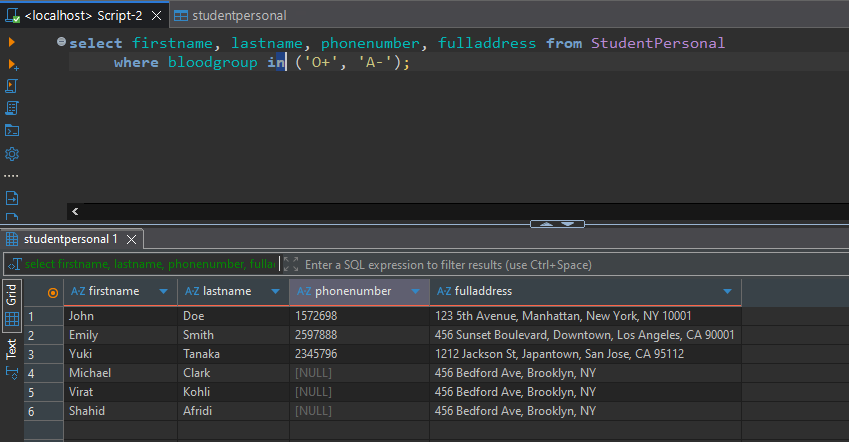 <localhost> Script-2
studentpersonal
select firstname, lastname, phonenumber, fulladdress from StudentPersonal
where bloodgroup in ('O+', 'A-');
studentpersonal 1
select firstname, lastname, phonenumber,
Enter a SQL expression to filter results (use Ctrl+Space)
Grid
Text
A-Z firstname A-Z lastname A-Z phonenumber A-Z fulladdress
1 John Doe 1572698 123 5th Avenue, Manhattan, New York, NY 10001
2 Emily Smith 2597888 456 Sunset Boulevard, Downtown, Los Angeles, CA 90001
3 Yuki Tanaka 2345796 1212 Jackson St, Japantown, San Jose, CA 95112
4 Michael Clark [NULL] 456 Bedford Ave, Brooklyn, NY
5 Virat Kohli [NULL] 456 Bedford Ave, Brooklyn, NY
6 Shahid Afridi [NULL] 456 Bedford Ave, Brooklyn, NY